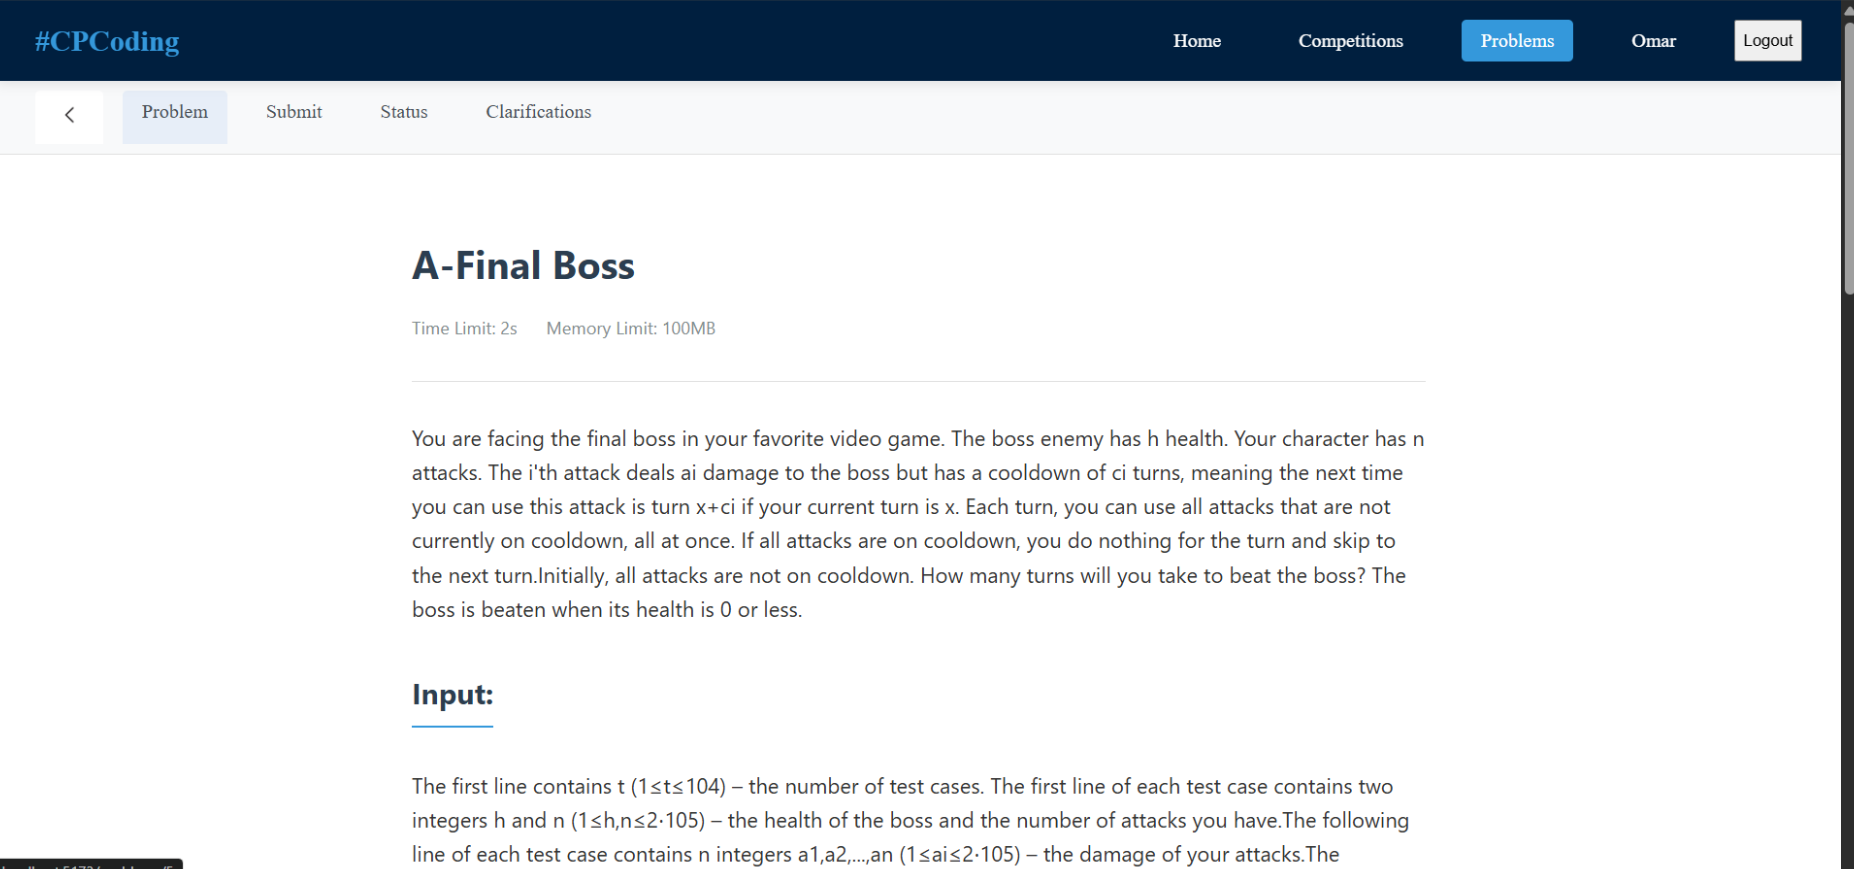 #CPCoding
Home
Competitions
Problems
Omar
Logout
Problem
Submit
Status
Clarifications
A-Final Boss
Time Limit: 2s
Memory Limit: 100MB
You are facing the final boss in your favorite video game. The boss enemy has h health. Your character has n
attacks. The i'th attack deals ai damage to the boss but has a cooldown of ci turns, meaning the next time
you can use this attack is turn x+ci if your current turn is x. Each turn, you can use all attacks that are not
currently on cooldown, all at once. If all attacks are on cooldown, you do nothing for the turn and skip to
the next turn.Initially, all attacks are not on cooldown. How many turns will you take to beat the boss? The
boss is beaten when its health is 0 or less.
Input:
The first line contains t (1≤t≤104) – the number of test cases. The first line of each test case contains two
integers h and n (1≤h,n≤2⋅105) – the health of the boss and the number of attacks you have.The following
line of each test case contains n integers a1,a2,...,an (1≤ai≤2⋅105) – the damage of your attacks.The